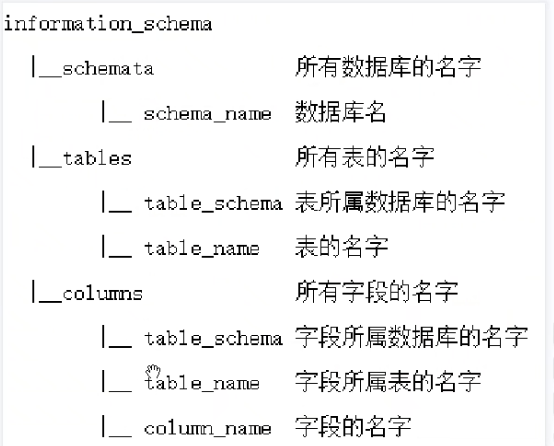 information_schema
|__schemata 所有数据库的名字
|__ schema_name 数据库名
|__tables 所有表的名字
|__ table_schema 表所属数据库的名字
|__ table_name 表的名字
|__columns 所有字段的名字
|__ table_schema 字段所属数据库的名字
|__ table_name 字段所属表的名字
|__ column_name 字段的名字